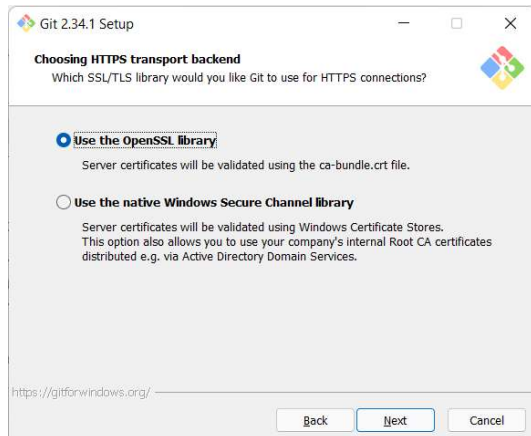 Git 2.34.1 Setup
Choosing HTTPS transport backend
Which SSL/TLS library would you like Git to use for HTTPS connections?
Use the OpenSSL library
Server certificates will be validated using the ca-bundle.crt file.
Use the native Windows Secure Channel library
Server certificates will be validated using Windows Certificate Stores.
This option also allows you to use your company's internal Root CA certificates
distributed e.g. via Active Directory Domain Services.
https://gitforwindows.org/
Back Next Cancel